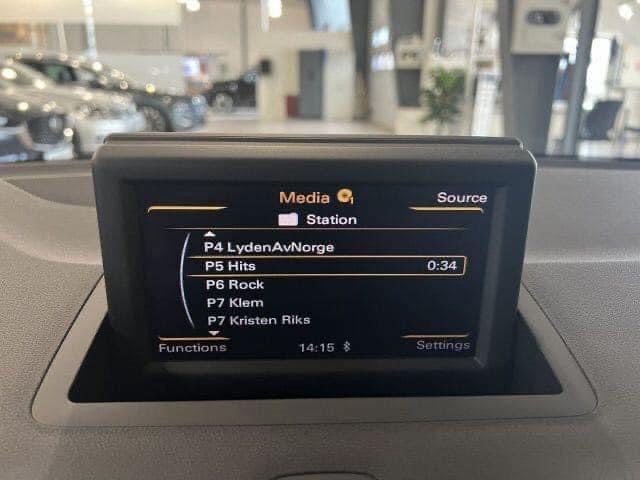 Media 1 Source
Station
P4 LydenAvNorge
P5 Hits 0:34
P6 Rock
P7 Klem
P7 Kristen Riks
Functions 14:15 Settings